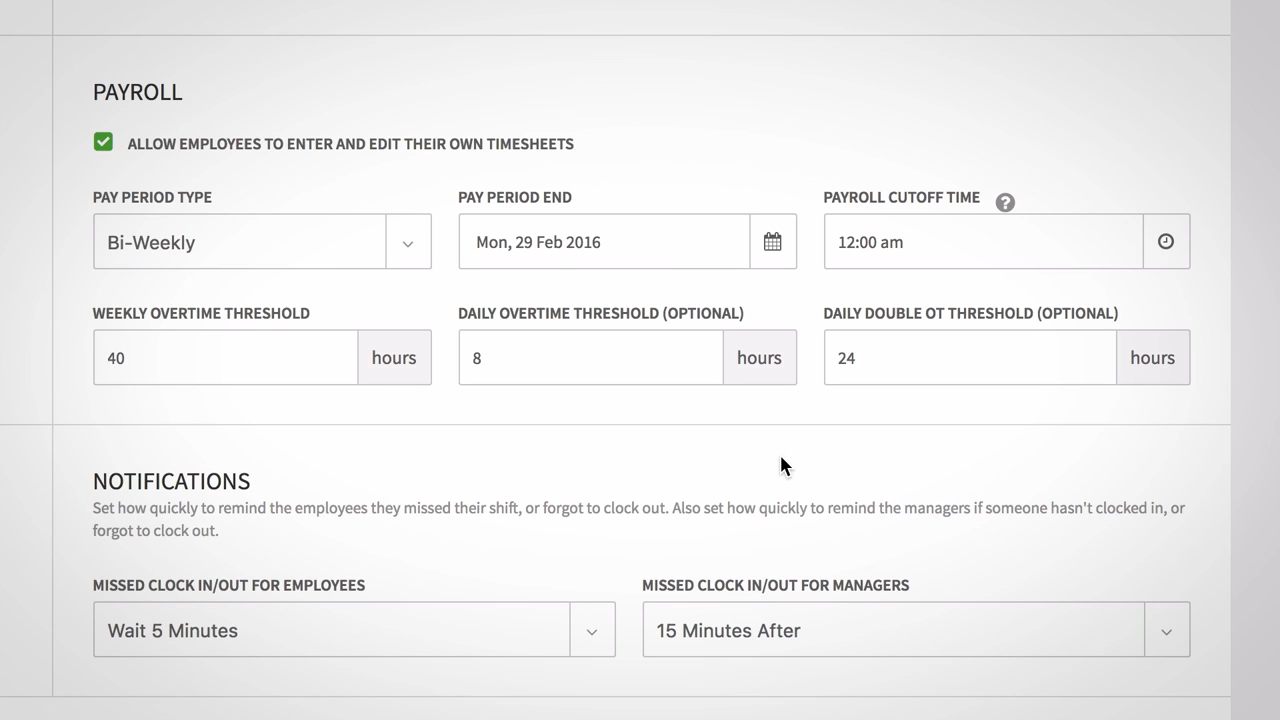 PAYROLL
ALLOW EMPLOYEES TO ENTER AND EDIT THEIR OWN TIMESHEETS
PAY PERIOD TYPE
PAY PERIOD END
PAYROLL CUTOFF TIME
?
Bi-Weekly
Mon, 29 Feb 2016
12:00 am
WEEKLY OVERTIME THRESHOLD
DAILY OVERTIME THRESHOLD (OPTIONAL)
DAILY DOUBLE OT THRESHOLD (OPTIONAL)
40 hours
8 hours
24 hours
NOTIFICATIONS
Set how quickly to remind the employees they missed their shift, or forgot to clock out. Also set how quickly to remind the managers if someone hasn't clocked in, or
forgot to clock out.
MISSED CLOCK IN/OUT FOR EMPLOYEES
MISSED CLOCK IN/OUT FOR MANAGERS
Wait 5 Minutes
15 Minutes After